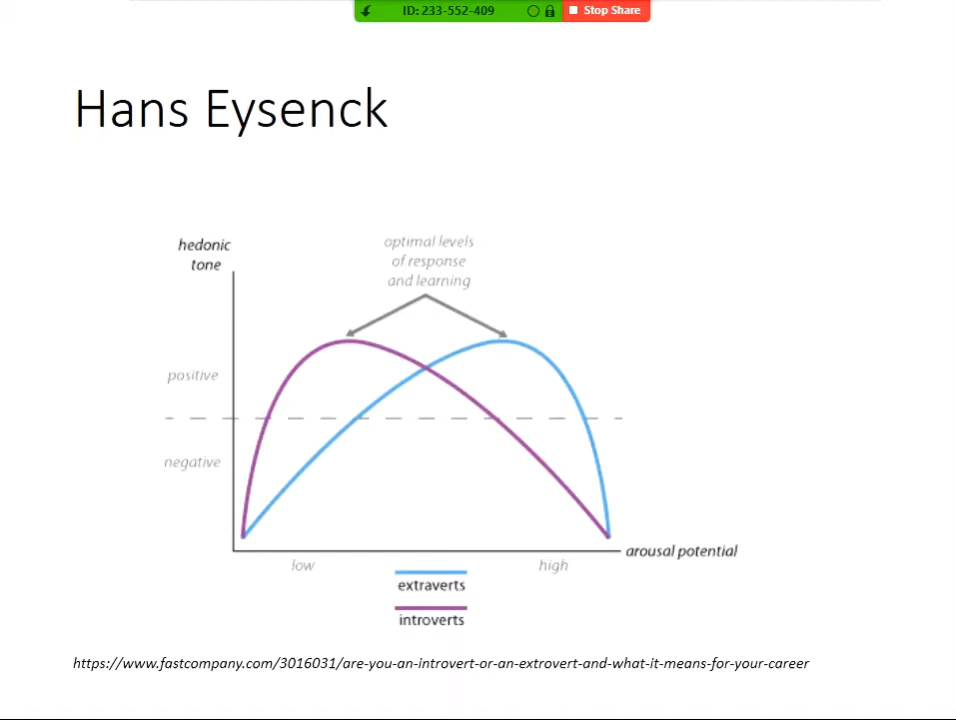 ID: 233-552-409
Stop Share
Hans Eysenck
hedonic
tone
optimal levels
of response
and learning
positive
negative
arousal potential
low
high
extraverts
introverts
https://www.fastcompany.com/3016031/are-you-an-introvert-or-an-extrovert-and-what-it-means-for-your-career